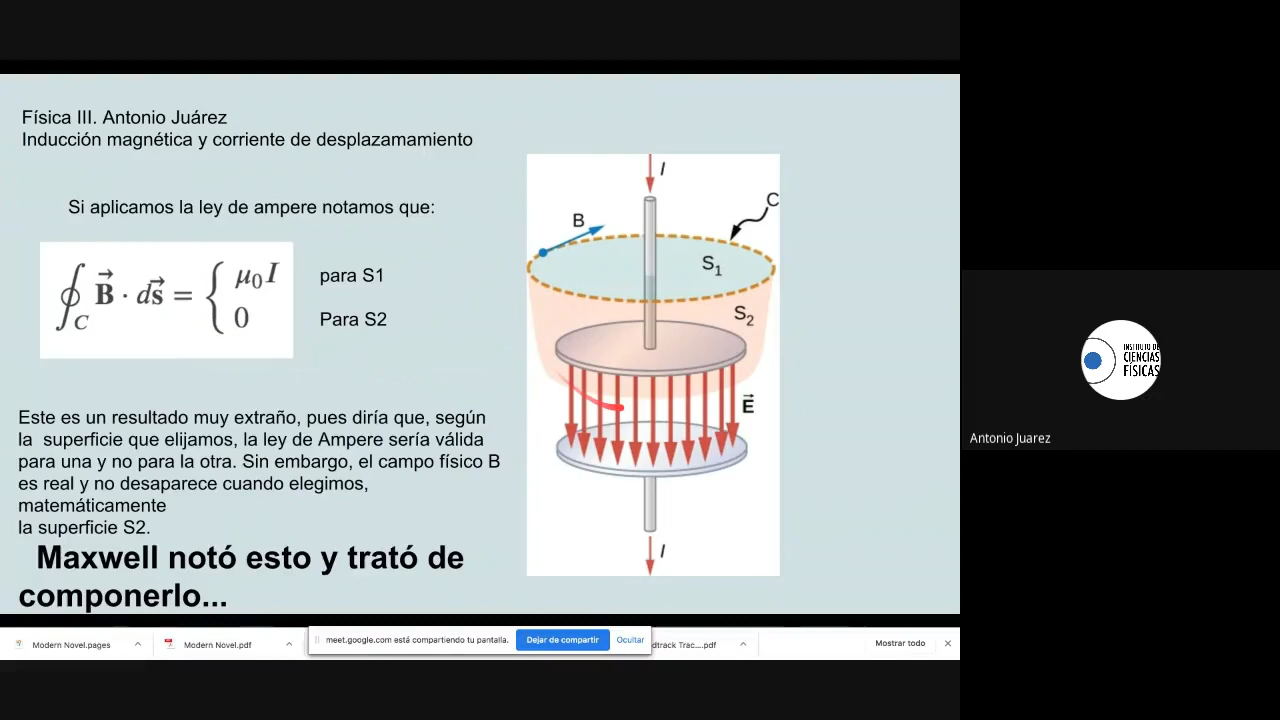 Física III. Antonio Juárez
Inducción magnética y corriente de desplazamamiento
Si aplicamos la ley de ampere notamos que:
∮C B⃗ · ds⃗ = { μ0I
0
para S1
Para S2
Este es un resultado muy extraño, pues diría que, según
la superficie que elijamos, la ley de Ampere sería válida
para una y no para la otra. Sin embargo, el campo físico B
es real y no desaparece cuando elegimos,
matemáticamente
la superficie S2.
Maxwell notó esto y trató de
componerlo...
I
B
C
S1
S2
E⃗
I
INSTITUTO DE
CIENCIAS
FÍSICAS
Antonio Juarez
Modern Novel.pages
Modern Novel.pdf
meet.google.com está compartiendo tu pantalla.
Dejar de compartir
Ocultar
dtrack Trac....pdf
Mostrar todo